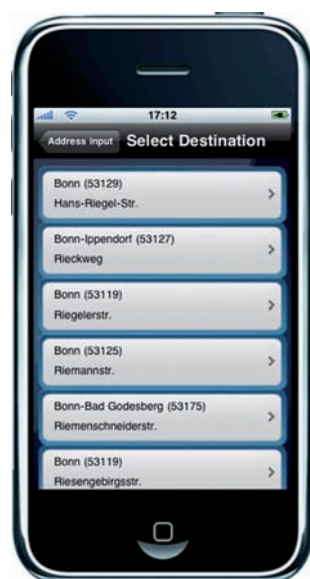 17:12
Address input Select Destination
Bonn (53129)
Hans-Riegel-Str.
Bonn-Ippendorf (53127)
Rieckweg
Bonn (53119)
Riegelerstr.
Bonn (53125)
Riemannstr.
Bonn-Bad Godesberg (53175)
Riemenschneiderstr.
Bonn (53119)
Riesengebirgsstr.